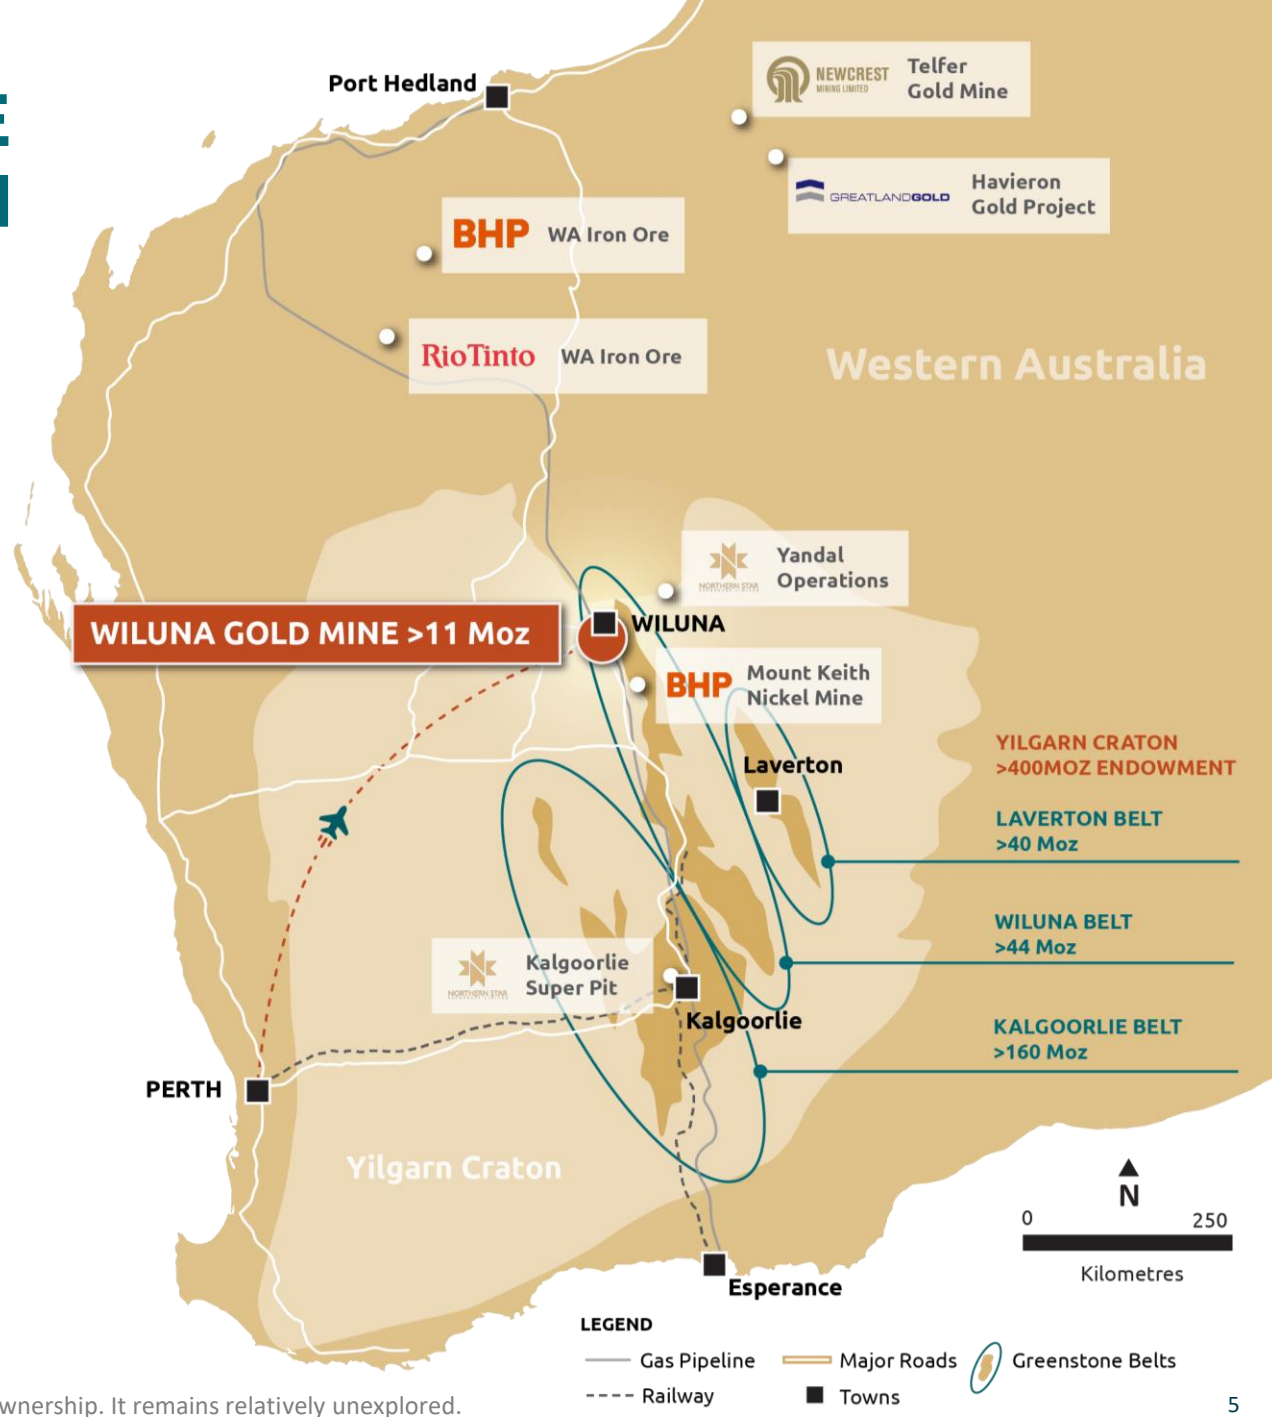 E
Port Hedland
NEWCREST
MINING LIMITED
Telfer
Gold Mine
GREATLANDGOLD
Havieron
Gold Project
BHP WA Iron Ore
RioTinto WA Iron Ore
Western Australia
NORTHERN STAR
Yandal
Operations
WILUNA GOLD MINE >11 Moz
WILUNA
BHP
Mount Keith
Nickel Mine
Laverton
YILGARN CRATON
>400MOZ ENDOWMENT
LAVERTON BELT
>40 Moz
WILUNA BELT
>44 Moz
NORTHERN STAR
Kalgoorlie
Super Pit
Kalgoorlie
KALGOORLIE BELT
>160 Moz
PERTH
Yilgarn Craton
N
0 250
Kilometres
Esperance
LEGEND
Gas Pipeline
Major Roads
Greenstone Belts
Railway
Towns
wnership. It remains relatively unexplored.
5